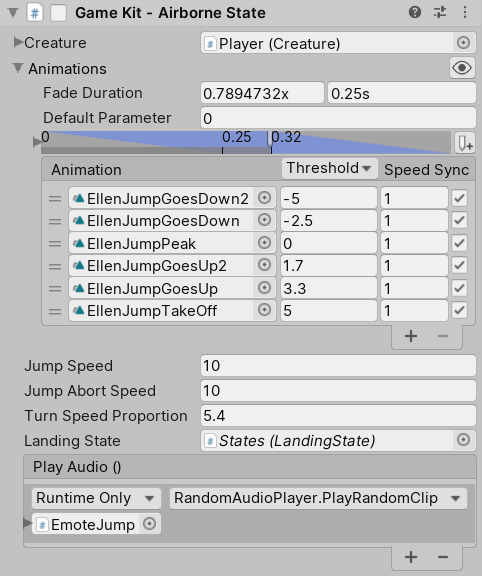 Game Kit - Airborne State
Creature # Player (Creature)
Animations
Fade Duration 0.7894732x 0.25s
Default Parameter 0
0 0.25 0.32
Animation Threshold Speed Sync
EllenJumpGoesDown2 -5 1
EllenJumpGoesDown -2.5 1
EllenJumpPeak 0 1
EllenJumpGoesUp2 1.7 1
EllenJumpGoesUp 3.3 1
EllenJumpTakeOff 5 1
+ −
Jump Speed 10
Jump Abort Speed 10
Turn Speed Proportion 5.4
Landing State # States (LandingState)
Play Audio ()
Runtime Only RandomAudioPlayer.PlayRandomClip
# EmoteJump
+ −